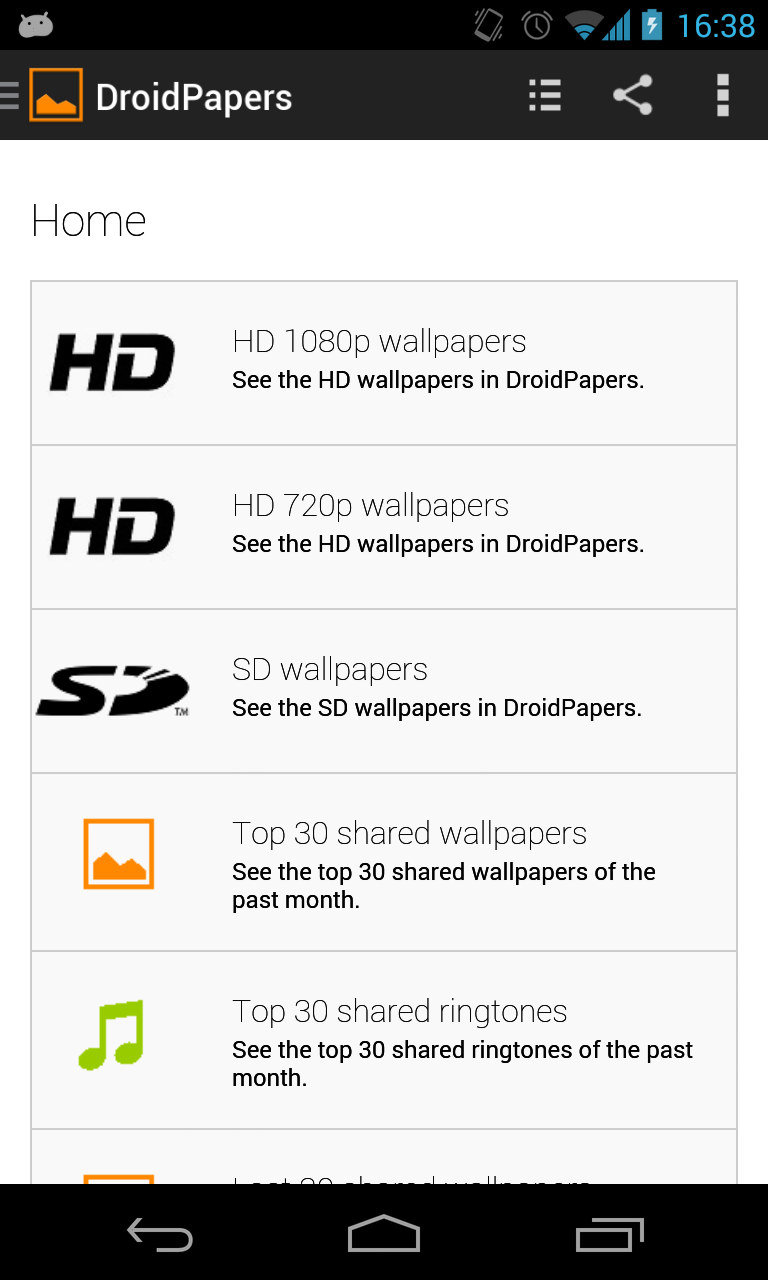 16:38
DroidPapers
Home
HD
HD 1080p wallpapers
See the HD wallpapers in DroidPapers.
HD
HD 720p wallpapers
See the HD wallpapers in DroidPapers.
SD TM
SD wallpapers
See the SD wallpapers in DroidPapers.
Top 30 shared wallpapers
See the top 30 shared wallpapers of the
past month.
Top 30 shared ringtones
See the top 30 shared ringtones of the past
month.
shared wallpapers